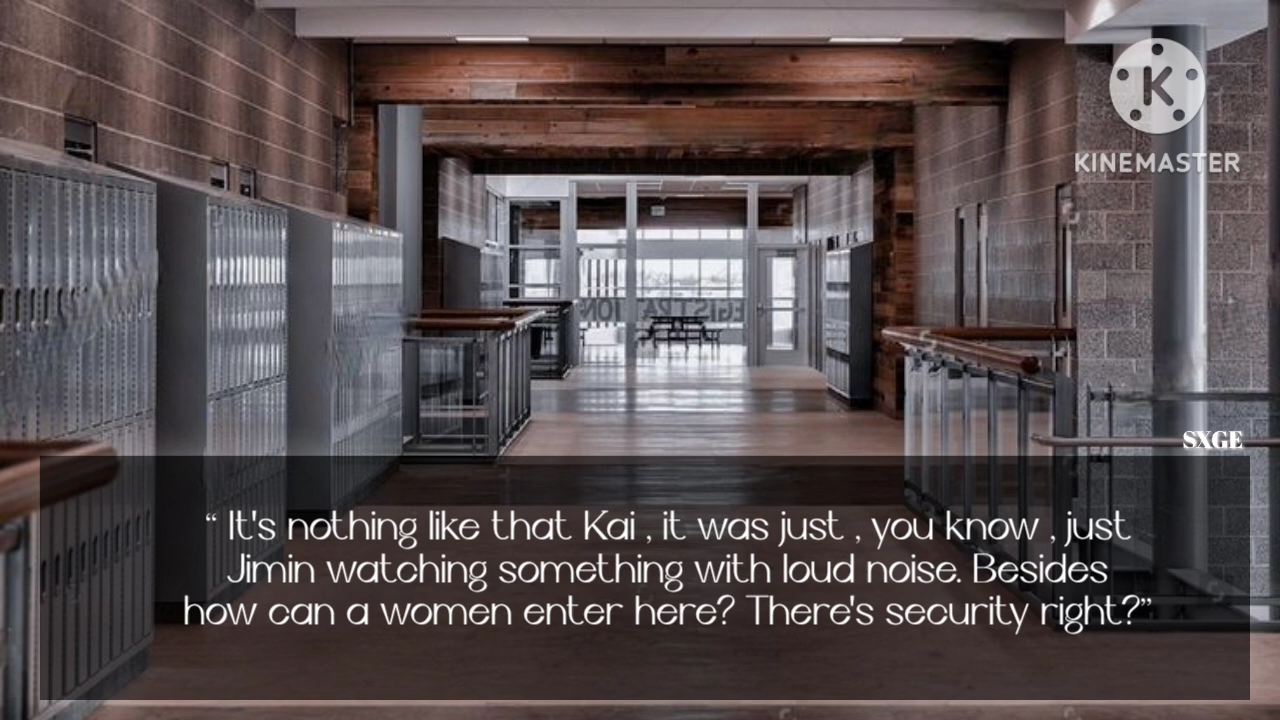 K
KINEMASTER
EGISTRATION
SXGE
“ It's nothing like that Kai , it was just , you know , just
Jimin watching something with loud noise. Besides
how can a women enter here? There's security right?”